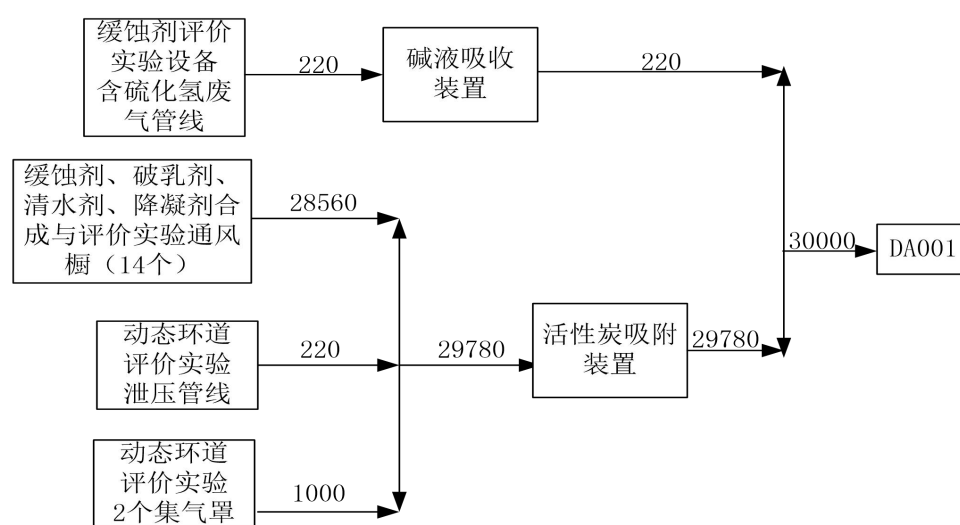 缓蚀剂评价
实验设备
含硫化氢废
气管线
220
碱液吸收
装置
220
缓蚀剂、破乳剂、
清水剂、降凝剂合
成与评价实验通风
橱（14个）
28560
30000
DA001
动态环道
评价实验
泄压管线
220
29780
活性炭吸附
装置
29780
动态环道
评价实验
2个集气罩
1000